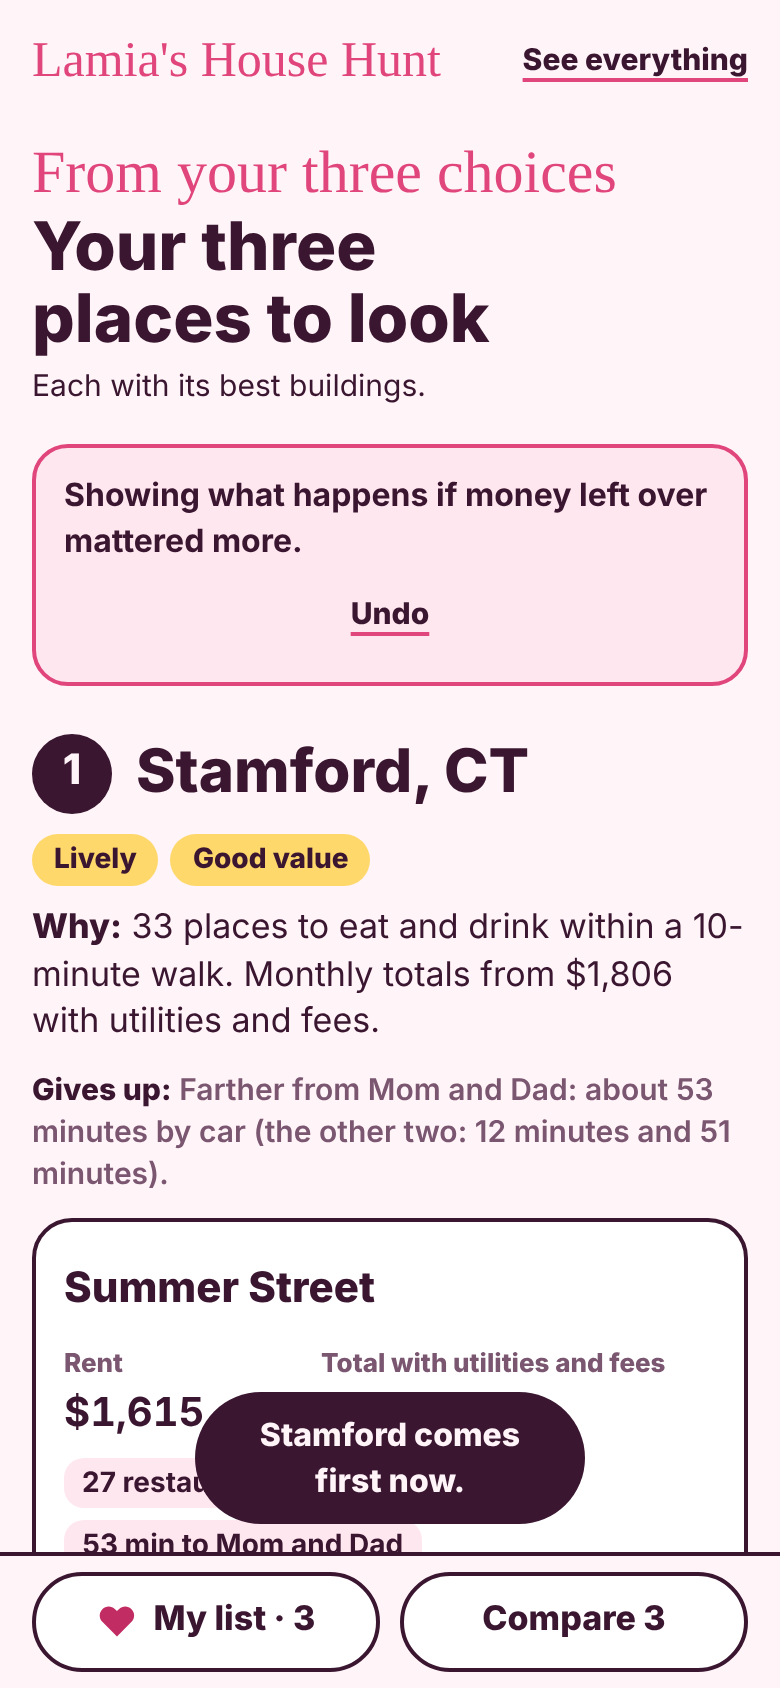 Lamia's House Hunt
See everything
From your three choices
Your three
places to look
Each with its best buildings.
Showing what happens if money left over
mattered more.
Undo
1 Stamford, CT
Lively
Good value
Why: 33 places to eat and drink within a 10-
minute walk. Monthly totals from $1,806
with utilities and fees.
Gives up: Farther from Mom and Dad: about 53
minutes by car (the other two: 12 minutes and 51
minutes).
Summer Street
Rent
Total with utilities and fees
$1,615
Stamford comes
first now.
27
53 min to Mom and Dad
My list · 3
Compare 3